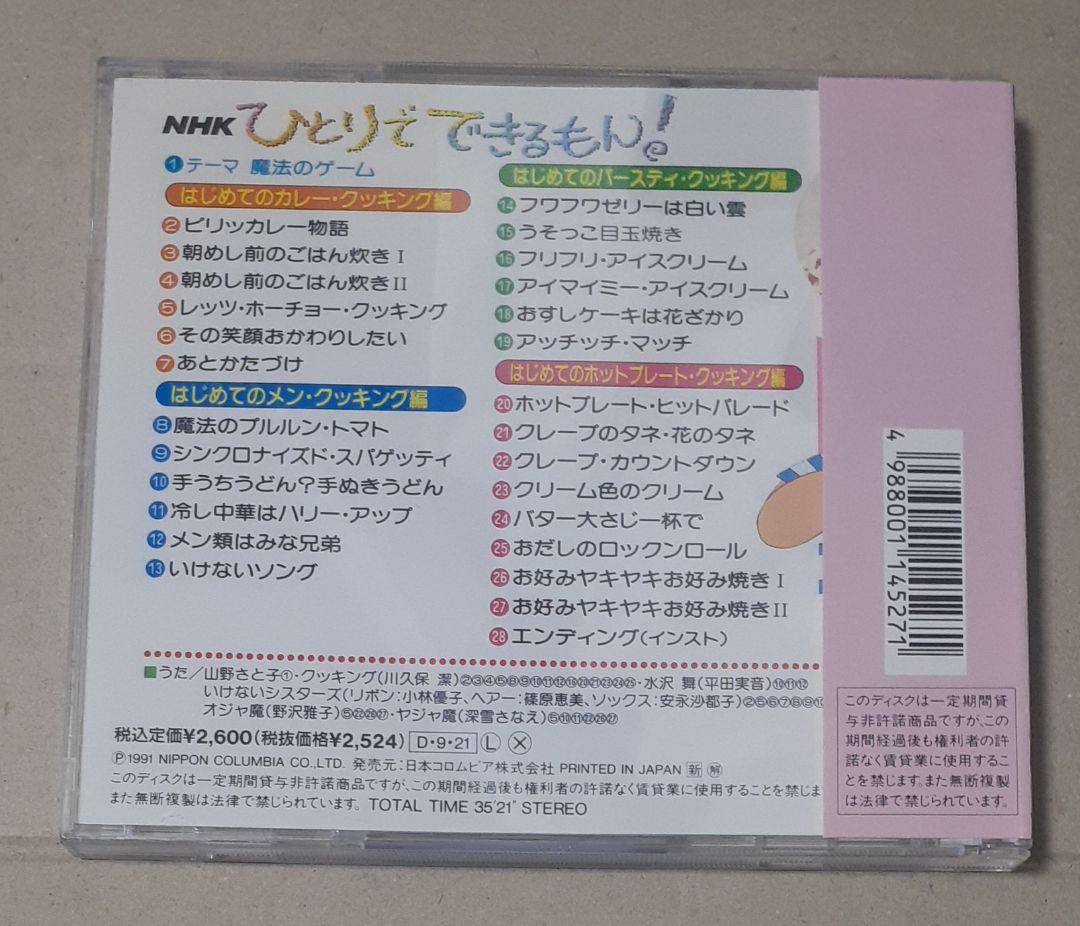 NHK ひとりでできるもん!
①テーマ 魔法のゲーム
はじめてのカレー・クッキング編
②ピリッカレー物語
③朝めし前のごはん炊きⅠ
④朝めし前のごはん炊きⅡ
⑤レッツ・ホーチョー・クッキング
⑥その笑顔おかわりしたい
⑦あとかたづけ
はじめてのメン・クッキング編
⑧魔法のプルルン・トマト
⑨シンクロナイズド・スパゲッティ
⑩手うちうどん?手ぬきうどん
⑪冷し中華はハリー・アップ
⑫メン類はみな兄弟
⑬いけないソング
はじめてのバースディ・クッキング編
⑭フワフワゼリーは白い雲
⑮うそっこ目玉焼き
⑯フリフリ・アイスクリーム
⑰アイマイミー・アイスクリーム
⑱おすしケーキは花ざかり
⑲アッチッチ・マッチ
はじめてのホットプレート・クッキング編
⑳ホットプレート・ヒットパレード
㉑クレープのタネ・花のタネ
㉒クレープ・カウントダウン
㉓クリーム色のクリーム
㉔バター大さじ一杯で
㉕おだしのロックンロール
㉖お好みヤキヤキお好み焼きⅠ
㉗お好みヤキヤキお好み焼きⅡ
㉘エンディング(インスト)
■うた/山野さと子①・クッキング(川久保 潔)②③④⑤⑧⑨⑩⑪⑫⑯⑳㉑㉓㉔㉕・水沢 舞(平田実音)⑩⑪⑫
いけないシスターズ(リボン:小林優子、ヘアー:篠原恵美、ソックス:安永沙都子)②⑤⑥⑦⑧⑨⑩
オジャ魔(野沢雅子)⑤㉒㉖㉗・ヤジャ魔(深雪さなえ)⑤⑩⑪㉒㉖㉗
税込定価¥2,600(税抜価格¥2,524) D・9・21 Ⓛ Ⓧ
Ⓟ1991 NIPPON COLUMBIA CO.,LTD. 発売元:日本コロムビア株式会社 PRINTED IN JAPAN 新 解
このディスクは一定期間貸与非許諾商品ですが、この期間経過後も権利者の許諾なく賃貸業に使用することを禁じま
また無断複製は法律で禁じられています。 TOTAL TIME 35'21" STEREO
4 988001 145271
このディスクは一定期間貸
与非許諾商品ですが、この
期間経過後も権利者の許
諾なく賃貸業に使用するこ
とを禁じます。また無断複製
は法律で禁じられています。